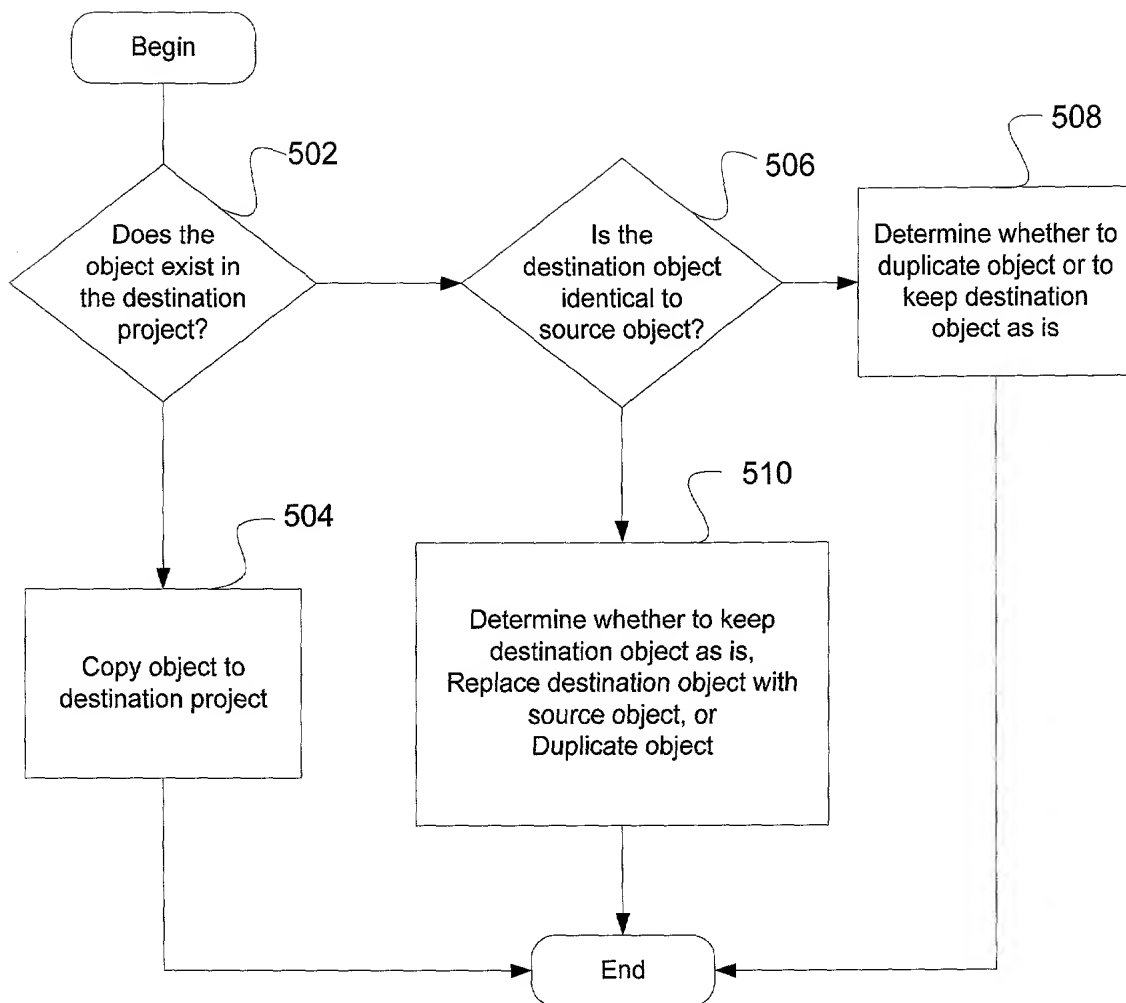 Begin
502
Does the
object exist in
the destination
project?
506
Is the
destination object
identical to
source object?
508
Determine whether to
duplicate object or to
keep destination
object as is
504
Copy object to
destination project
510
Determine whether to keep
destination object as is,
Replace destination object with
source object, or
Duplicate object
End